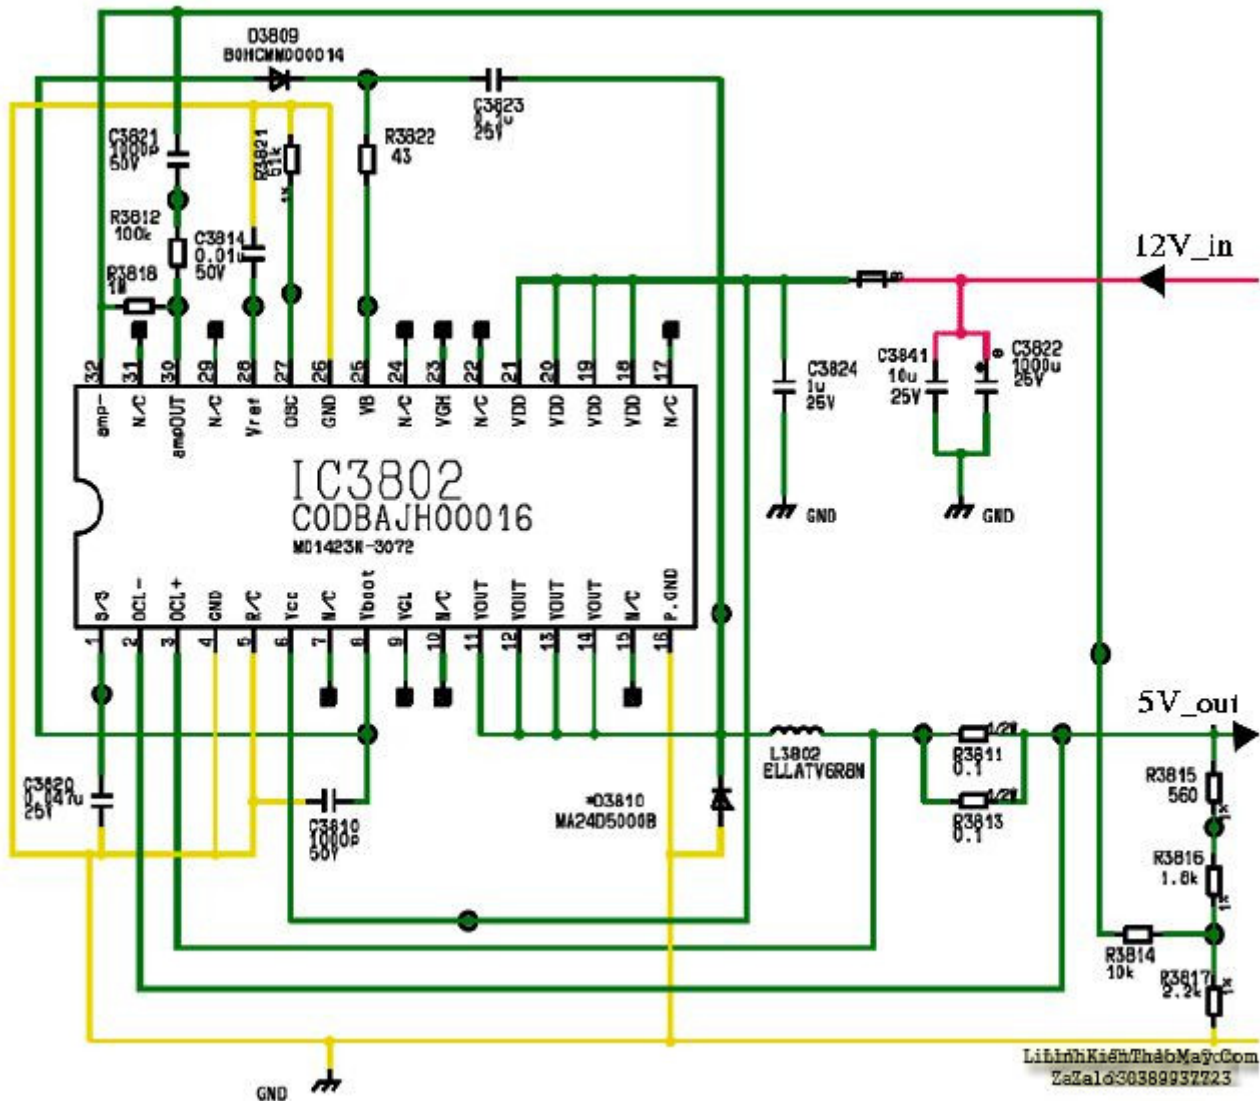 D3809
B0HCMM000014
C3821
1000P
50V
R3821
51k
1%
R3822
43
C3823
25V
R3812
100k
C3814
0.01u
50V
R3818
1M
12V_in
C3824
1u
25V
C3841
10u
25V
C3822
1000u
25V
GND
GND
32 31 30 29 28 27 26 25 24 23 22 21 20 19 18 17
amp- N/C ampOUT N/C Vref OSC GND VB N/C VGH N/C VDD VDD VDD VDD N/C
IC3802
C0DBAJH00016
M01423N-3072
S/S OCL- OCL+ GND R/C Vcc N/C Vboot VGL N/C VOUT VOUT VOUT VOUT N/C P.GND
1 2 3 4 5 6 7 8 9 10 11 12 13 14 15 16
5V_out
C3820
0.047u
25V
C3810
1000P
50V
*D3810
MA24D5000B
L3802
ELLATV6R8N
1/2W
R3811
0.1
1/2W
R3813
0.1
R3815
560
1%
R3816
1.8k
1%
R3814
10k
R3817
2.2k
1%
GND